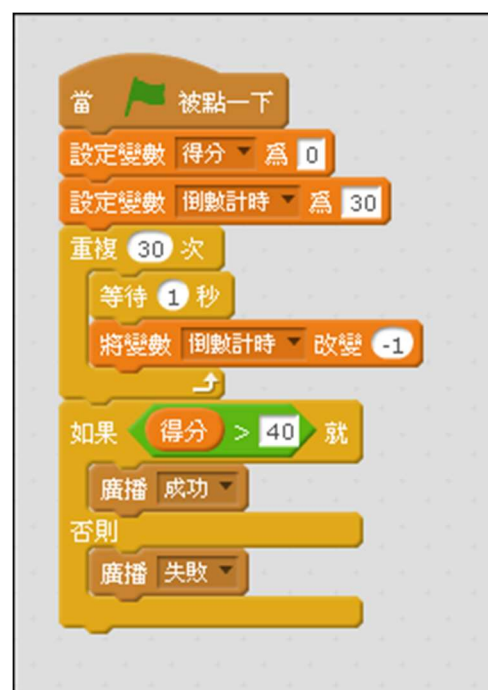 當 被點一下
設定變數 得分 為 0
設定變數 倒數計時 為 30
重複 30 次
等待 1 秒
將變數 倒數計時 改變 -1
如果 得分 > 40 就
廣播 成功
否則
廣播 失敗